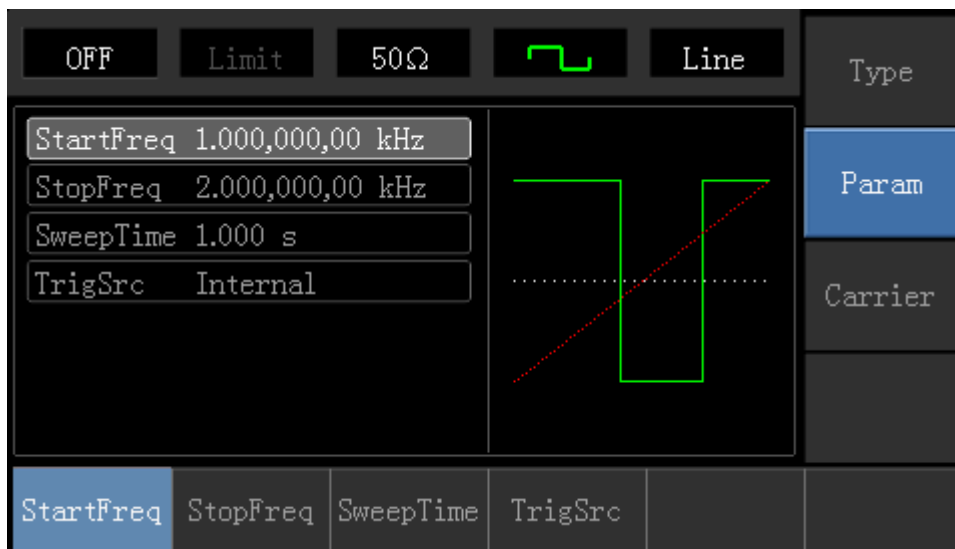 OFF Limit 50Ω Line Type
StartFreq 1.000,000,00 kHz
StopFreq 2.000,000,00 kHz
Param
SweepTime 1.000 s
TrigSrc Internal
Carrier
StartFreq StopFreq SweepTime TrigSrc